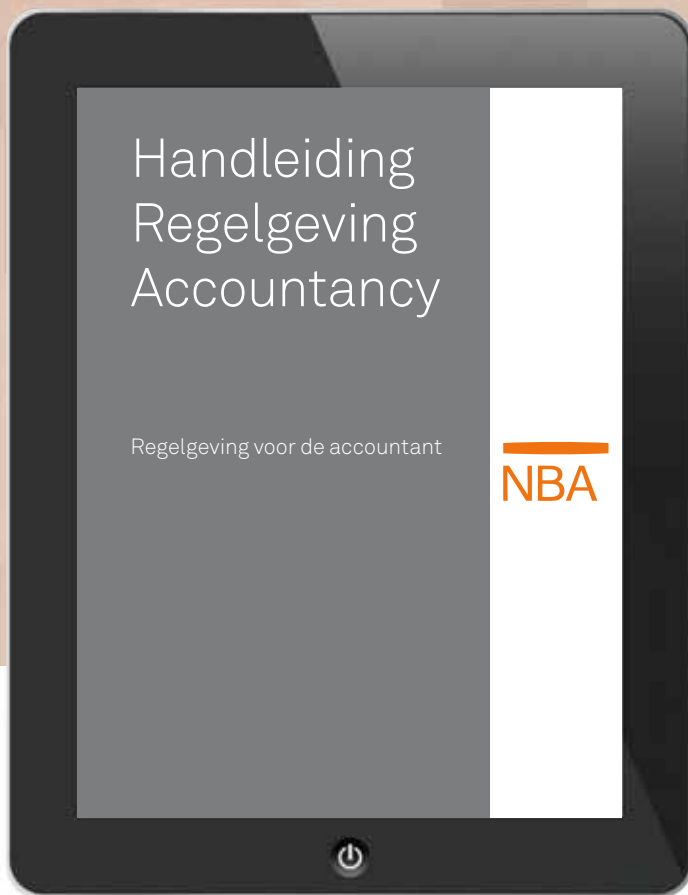 Handleiding
Regelgeving
Accountancy
Regelgeving voor de accountant
NBA